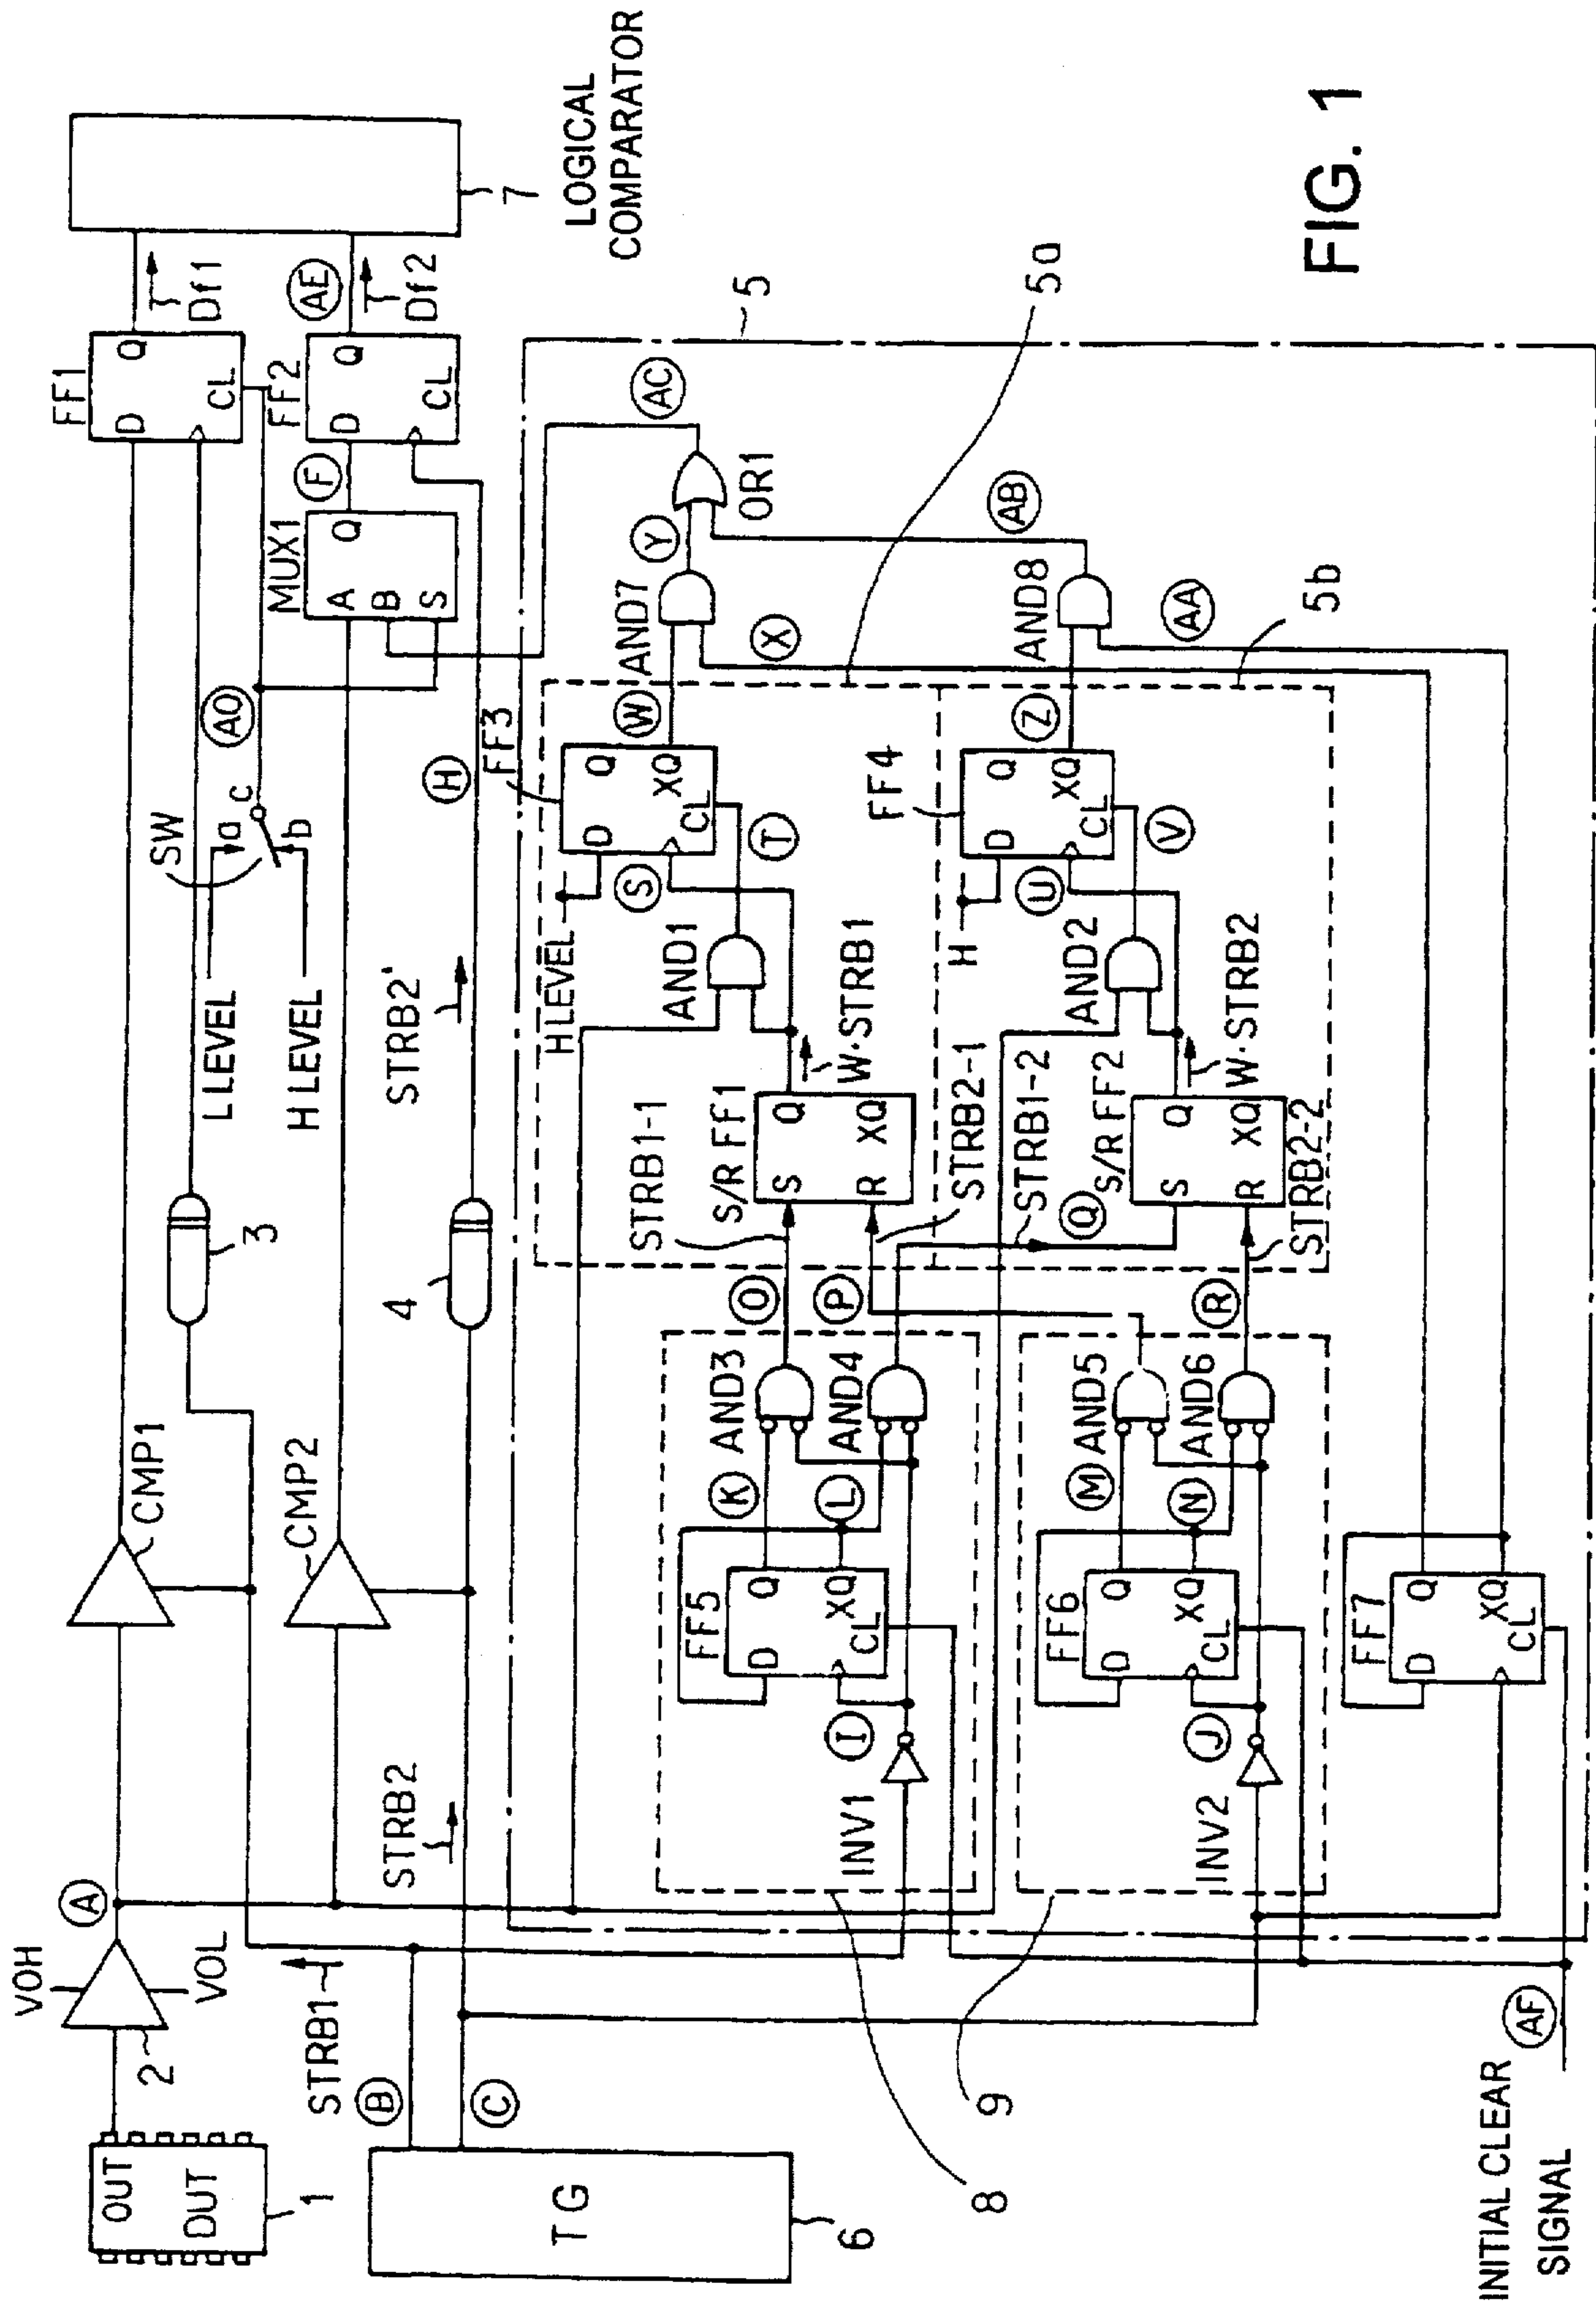 FIG. 1
VOH
VOL
2
A
OUT
DUT
1
STRB1
B
C
TG
6
STRB2
CMP1
CMP2
3
4
L LEVEL
H LEVEL
SW
a
b
c
AO
STRB2'
H
FF1
D
Q
CL
Df1
MUX1
A
B
S
Q
F
FF2
D
Q
CL
AE
Df2
7
LOGICAL
COMPARATOR
5
5a
5b
AC
OR1
Y
AB
AND7
W
X
AND8
Z
AA
FF3
D
Q
XQ
CL
H LEVEL
S
T
AND1
W·STRB1
STRB1-1
S/R FF1
S
Q
R
XQ
STRB2-1
STRB1-2
FF4
D
Q
XQ
CL
H
U
V
AND2
W·STRB2
S/R FF2
S
Q
R
XQ
STRB2-2
Q
O
P
R
AND3
AND4
K
L
FF5
D
Q
XQ
CL
I
INV1
8
AND5
AND6
M
N
FF6
D
Q
XQ
CL
J
INV2
9
FF7
D
Q
XQ
CL
AF
INITIAL CLEAR
SIGNAL